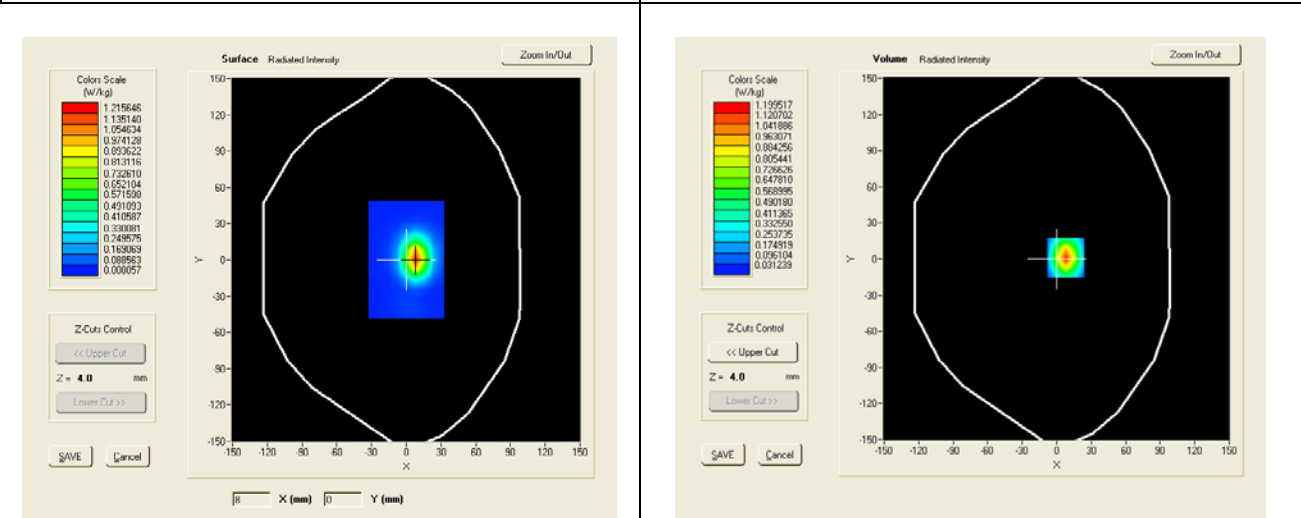 Surface Radiated Intensity
Zoom In/Out
Colors Scale
(W/kg)
1.215646
1.135140
1.054634
0.974128
0.893622
0.813116
0.732610
0.652104
0.571598
0.491093
0.410587
0.330081
0.249575
0.169069
0.088563
0.008057
Z-Cuts Control
<< Upper Cut
Z = 4.0 mm
Lower Cut >>
SAVE Cancel
150
120
90
60
30
0
-30
-60
-90
-120
-150
Y
-150 -120 -90 -60 -30 0 30 60 90 120 150
X
8 X (mm) 0 Y (mm)
Volume Radiated Intensity
Zoom In/Out
Colors Scale
(W/kg)
1.199517
1.120702
1.041886
0.963071
0.884256
0.805441
0.726626
0.647810
0.568995
0.490180
0.411365
0.332550
0.253735
0.174919
0.096104
0.031239
Z-Cuts Control
<< Upper Cut
Z = 4.0 mm
Lower Cut >>
SAVE Cancel
150
120
90
60
30
0
-30
-60
-90
-120
-150
Y
-150 -120 -90 -60 -30 0 30 60 90 120 150
X